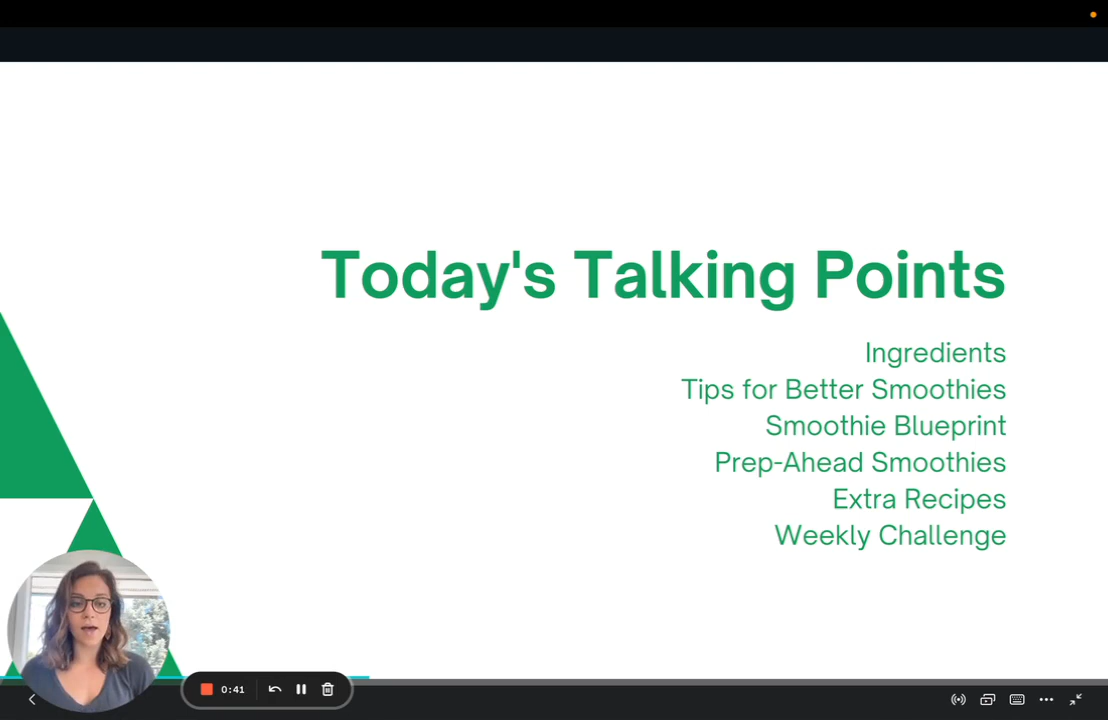 Today's Talking Points
Ingredients
Tips for Better Smoothies
Smoothie Blueprint
Prep-Ahead Smoothies
Extra Recipes
Weekly Challenge
0:41